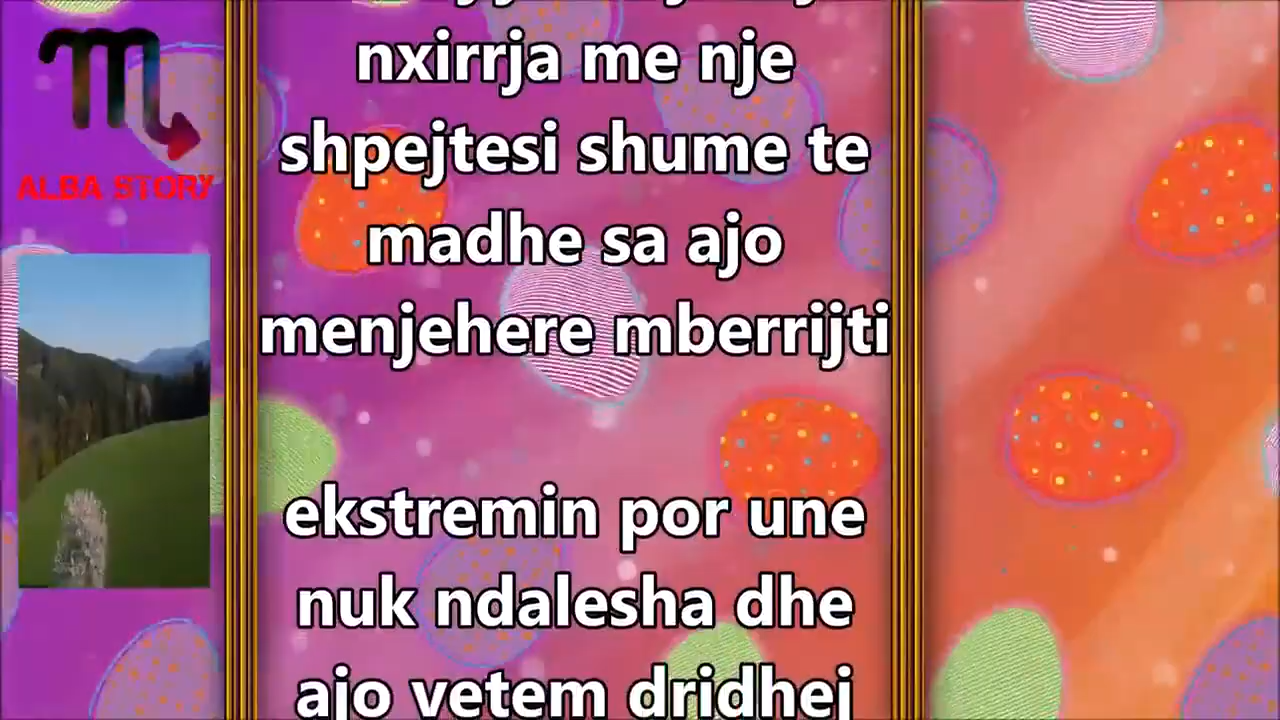 ALBA STORY
nxirrja me nje
shpejtesi shume te
madhe sa ajo
menjehere mberrijti
ekstremin por une
nuk ndalesha dhe
ajo vetem dridhej